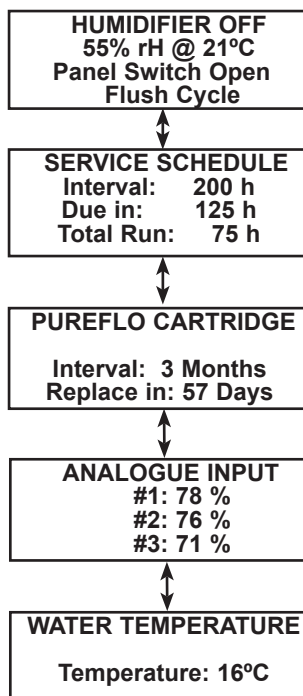 HUMIDIFIER OFF
55% rH @ 21ºC
Panel Switch Open
Flush Cycle
SERVICE SCHEDULE
Interval: 200 h
Due in: 125 h
Total Run: 75 h
PUREFLO CARTRIDGE
Interval: 3 Months
Replace in: 57 Days
ANALOGUE INPUT
#1: 78 %
#2: 76 %
#3: 71 %
WATER TEMPERATURE
Temperature: 16ºC